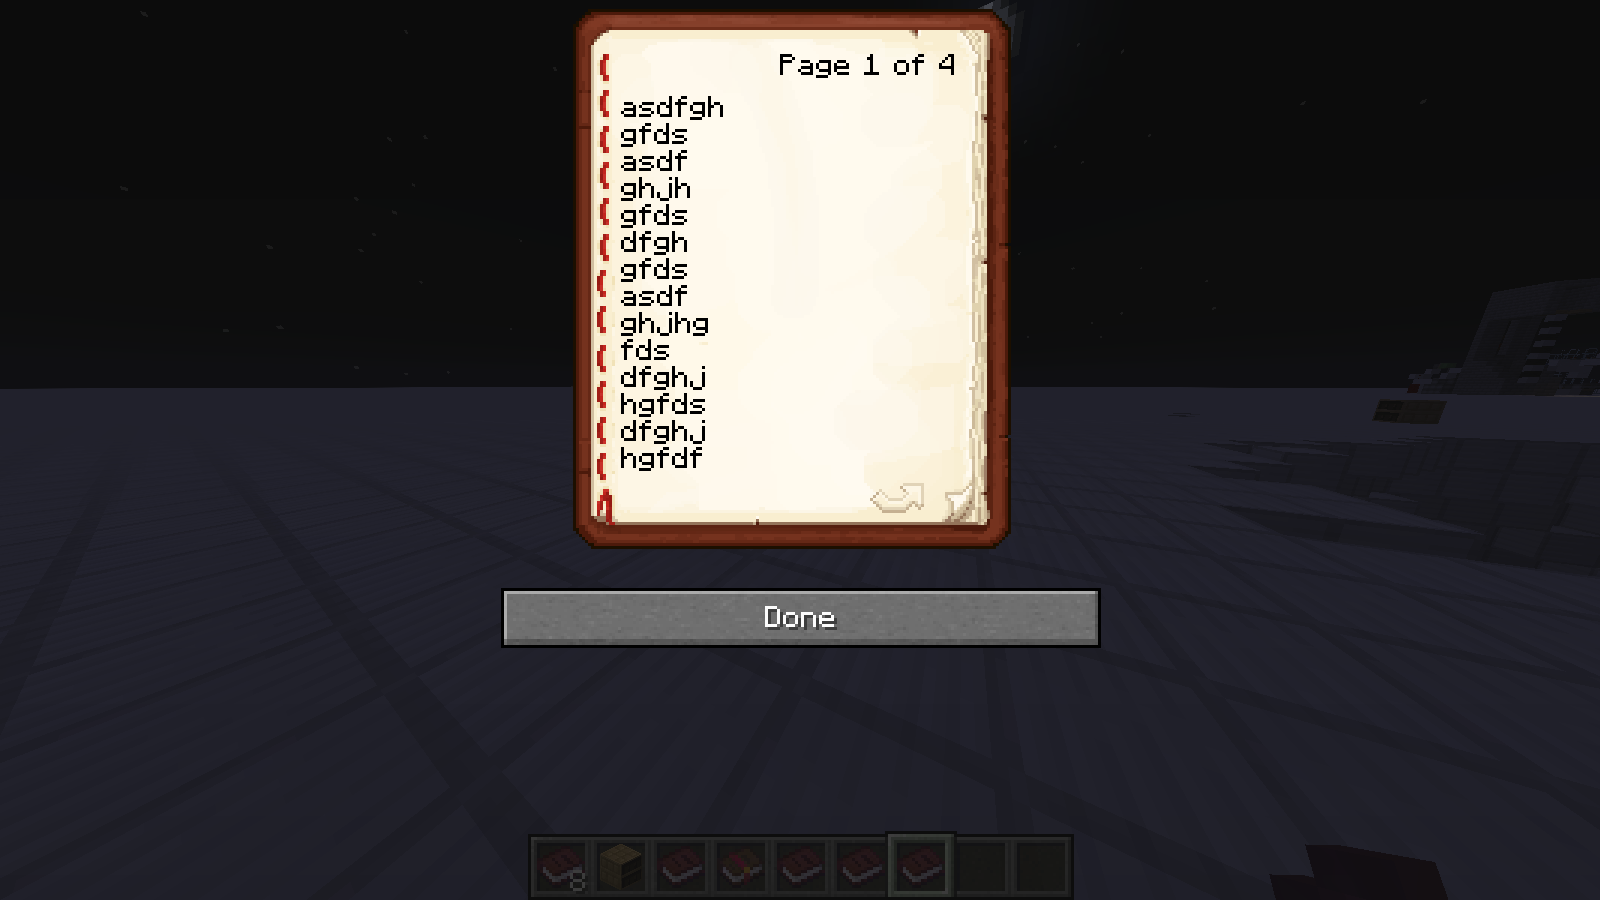 Page 1 of 4
asdfgh
gfds
asdf
ghjh
gfds
dfgh
gfds
asdf
ghjhg
fds
dfghj
hgfds
dfghj
hgfdf
Done
8